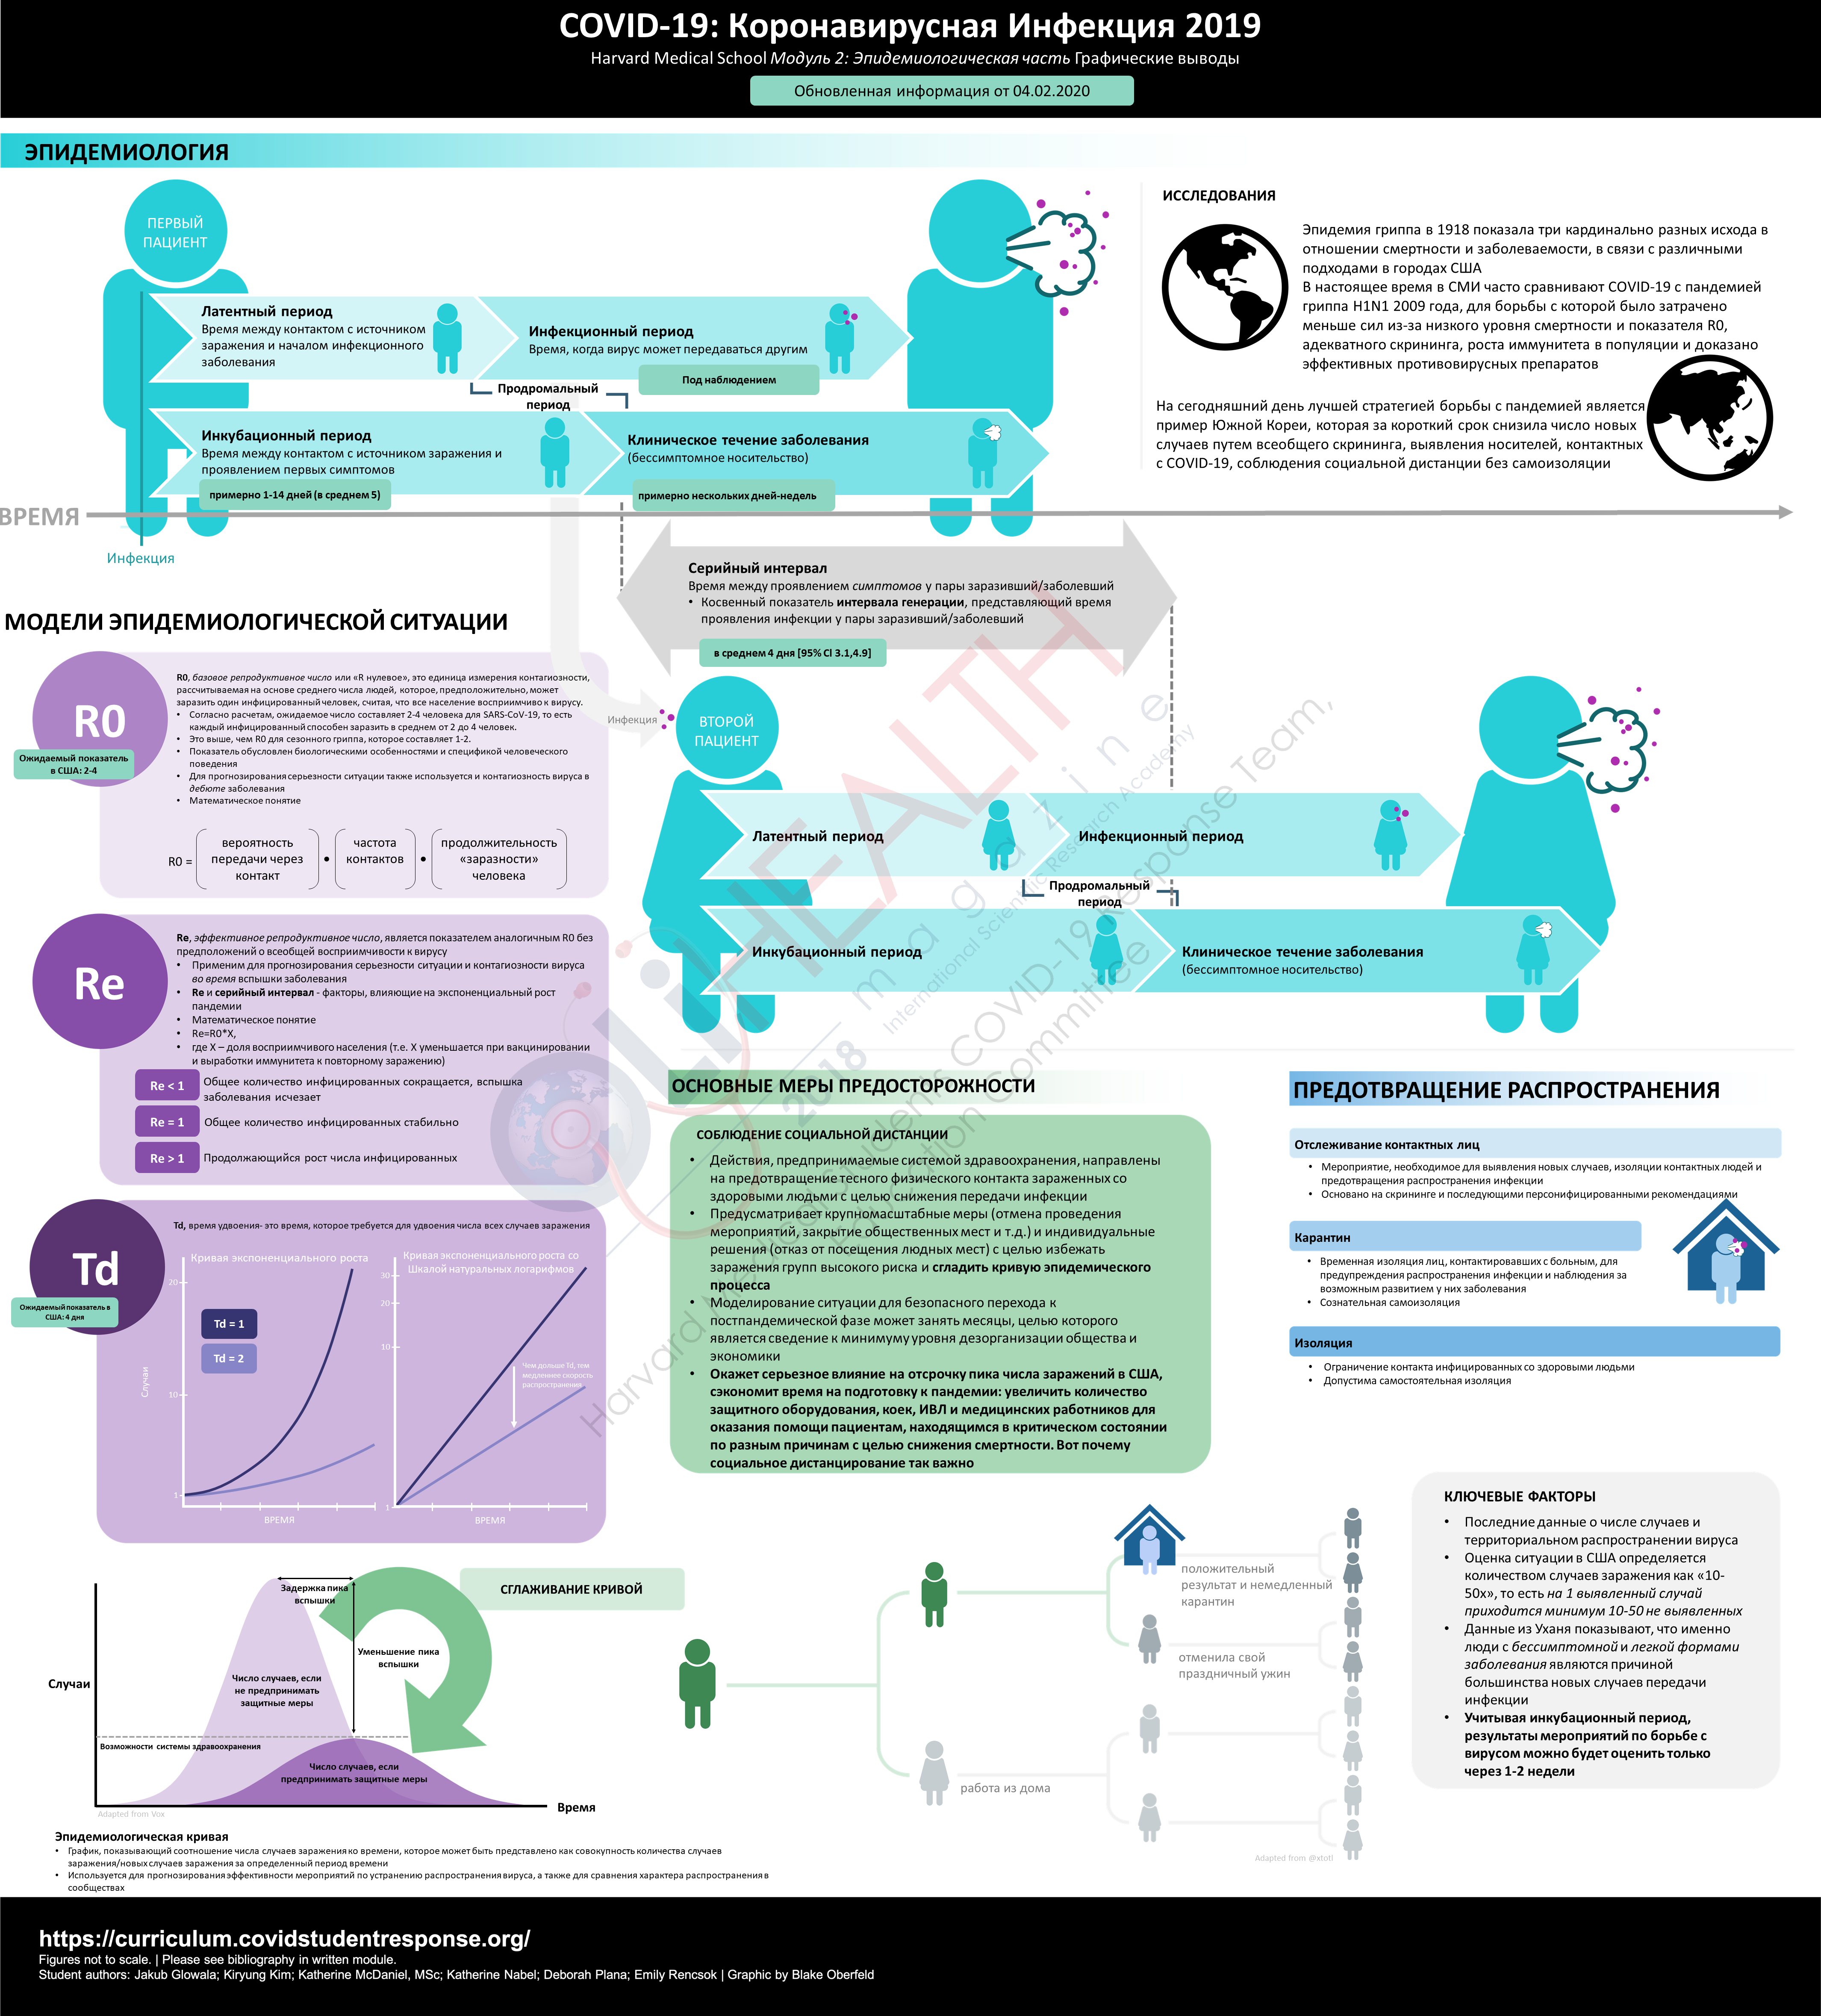 COVID-19: Коронавирусная Инфекция 2019
Harvard Medical School Модуль 2: Эпидемиологическая часть Графические выводы
Обновленная информация от 04.02.2020
ЭПИДЕМИОЛОГИЯ
ПЕРВЫЙ
ПАЦИЕНТ
Латентный период
Время между контактом с источником
заражения и началом инфекционного
заболевания
Инфекционный период
Время, когда вирус может передаваться другим
Под наблюдением
Продромальный
период
Инкубационный период
Время между контактом с источником заражения и
проявлением первых симптомов
примерно 1-14 дней (в среднем 5)
Клиническое течение заболевания
(бессимптомное носительство)
примерно нескольких дней-недель
ВРЕМЯ
Инфекция
ИССЛЕДОВАНИЯ
Эпидемия гриппа в 1918 показала три кардинально разных исхода в
отношении смертности и заболеваемости, в связи с различными
подходами в городах США
В настоящее время в СМИ часто сравнивают COVID-19 с пандемией
гриппа H1N1 2009 года, для борьбы с которой было затрачено
меньше сил из-за низкого уровня смертности и показателя R0,
адекватного скрининга, роста иммунитета в популяции и доказано
эффективных противовирусных препаратов
На сегодняшний день лучшей стратегией борьбы с пандемией является
пример Южной Кореи, которая за короткий срок снизила число новых
случаев путем всеобщего скрининга, выявления носителей, контактных
с COVID-19, соблюдения социальной дистанции без самоизоляции
Серийный интервал
Время между проявлением симптомов у пары заразивший/заболевший
• Косвенный показатель интервала генерации, представляющий время
проявления инфекции у пары заразивший/заболевший
в среднем 4 дня [95% CI 3.1,4.9]
МОДЕЛИ ЭПИДЕМИОЛОГИЧЕСКОЙ СИТУАЦИИ
R0
Ожидаемый показатель
в США: 2-4
R0, базовое репродуктивное число или «R нулевое», это единица измерения контагиозности,
рассчитываемая на основе среднего числа людей, которое, предположительно, может
заразить один инфицированный человек, считая, что все население восприимчиво к вирусу.
• Согласно расчетам, ожидаемое число составляет 2-4 человека для SARS-CoV-19, то есть
каждый инфицированный способен заразить в среднем от 2 до 4 человек.
• Это выше, чем R0 для сезонного гриппа, которое составляет 1-2.
• Показатель обусловлен биологическими особенностями и спецификой человеческого
поведения
• Для прогнозирования серьезности ситуации также используется и контагиозность вируса в
дебюте заболевания
• Математическое понятие
R0 = вероятность передачи через контакт • частота контактов • продолжительность «заразности» человека
Re
Re, эффективное репродуктивное число, является показателем аналогичным R0 без
предположений о всеобщей восприимчивости к вирусу
• Применим для прогнозирования серьезности ситуации и контагиозности вируса
во время вспышки заболевания
• Re и серийный интервал - факторы, влияющие на экспоненциальный рост
пандемии
• Математическое понятие
• Re=R0*X,
• где X – доля восприимчивого населения (т.е. X уменьшается при вакцинировании
и выработки иммунитета к повторному заражению)
Re < 1 Общее количество инфицированных сокращается, вспышка
заболевания исчезает
Re = 1 Общее количество инфицированных стабильно
Re > 1 Продолжающийся рост числа инфицированных
Td
Ожидаемый показатель в
США: 4 дня
Td, время удвоения- это время, которое требуется для удвоения числа всех случаев заражения
Кривая экспоненциального роста
20
10
1
Td = 1
Td = 2
Случаи
ВРЕМЯ
Кривая экспоненциального роста со
Шкалой натуральных логарифмов
30
20
10
1
Чем дольше Td, тем
медленнее скорость
распространения
ВРЕМЯ
Инфекция
ВТОРОЙ
ПАЦИЕНТ
Латентный период
Инфекционный период
Продромальный
период
Инкубационный период
Клиническое течение заболевания
(бессимптомное носительство)
ОСНОВНЫЕ МЕРЫ ПРЕДОСТОРОЖНОСТИ
СОБЛЮДЕНИЕ СОЦИАЛЬНОЙ ДИСТАНЦИИ
• Действия, предпринимаемые системой здравоохранения, направлены
на предотвращение тесного физического контакта зараженных со
здоровыми людьми с целью снижения передачи инфекции
• Предусматривает крупномасштабные меры (отмена проведения
мероприятий, закрытие общественных мест и т.д.) и индивидуальные
решения (отказ от посещения людных мест) с целью избежать
заражения групп высокого риска и сгладить кривую эпидемического
процесса
• Моделирование ситуации для безопасного перехода к
постпандемической фазе может занять месяцы, целью которого
является сведение к минимуму уровня дезорганизации общества и
экономики
• Окажет серьезное влияние на отсрочку пика числа заражений в США,
сэкономит время на подготовку к пандемии: увеличить количество
защитного оборудования, коек, ИВЛ и медицинских работников для
оказания помощи пациентам, находящимся в критическом состоянии
по разным причинам с целью снижения смертности. Вот почему
социальное дистанцирование так важно
ПРЕДОТВРАЩЕНИЕ РАСПРОСТРАНЕНИЯ
Отслеживание контактных лиц
• Мероприятие, необходимое для выявления новых случаев, изоляции контактных людей и
предотвращения распространения инфекции
• Основано на скрининге и последующими персонифицированными рекомендациями
Карантин
• Временная изоляция лиц, контактировавших с больным, для
предупреждения распространения инфекции и наблюдения за
возможным развитием у них заболевания
• Сознательная самоизоляция
Изоляция
• Ограничение контакта инфицированных со здоровыми людьми
• Допустима самостоятельная изоляция
КЛЮЧЕВЫЕ ФАКТОРЫ
• Последние данные о числе случаев и
территориальном распространении вируса
• Оценка ситуации в США определяется
количеством случаев заражения как «10-
50х», то есть на 1 выявленный случай
приходится минимум 10-50 не выявленных
• Данные из Уханя показывают, что именно
люди с бессимптомной и легкой формами
заболевания являются причиной
большинства новых случаев передачи
инфекции
• Учитывая инкубационный период,
результаты мероприятий по борьбе с
вирусом можно будет оценить только
через 1-2 недели
СГЛАЖИВАНИЕ КРИВОЙ
Задержка пика
вспышки
Уменьшение пика
вспышки
Число случаев, если
не предпринимать
защитные меры
Случаи
Возможности системы здравоохранения
Число случаев, если
предпринимать защитные меры
Время
Adapted from Vox
положительный
результат и немедленный
карантин
отменила свой
праздничный ужин
работа из дома
Adapted from @xtotl
Эпидемиологическая кривая
• График, показывающий соотношение числа случаев заражения ко времени, которое может быть представлено как совокупность количества случаев
заражения/новых случаев заражения за определенный период времени
• Используется для прогнозирования эффективности мероприятий по устранению распространения вируса, а также для сравнения характера распространения в
сообществах
HEALTH
magazine
2018
International Scientific Research Academy
Harvard Medical Students COVID-19 Response Team,
Education Committee
https://curriculum.covidstudentresponse.org/
Figures not to scale. | Please see bibliography in written module.
Student authors: Jakub Glowala; Kiryung Kim; Katherine McDaniel, MSc; Katherine Nabel; Deborah Plana; Emily Rencsok | Graphic by Blake Oberfeld